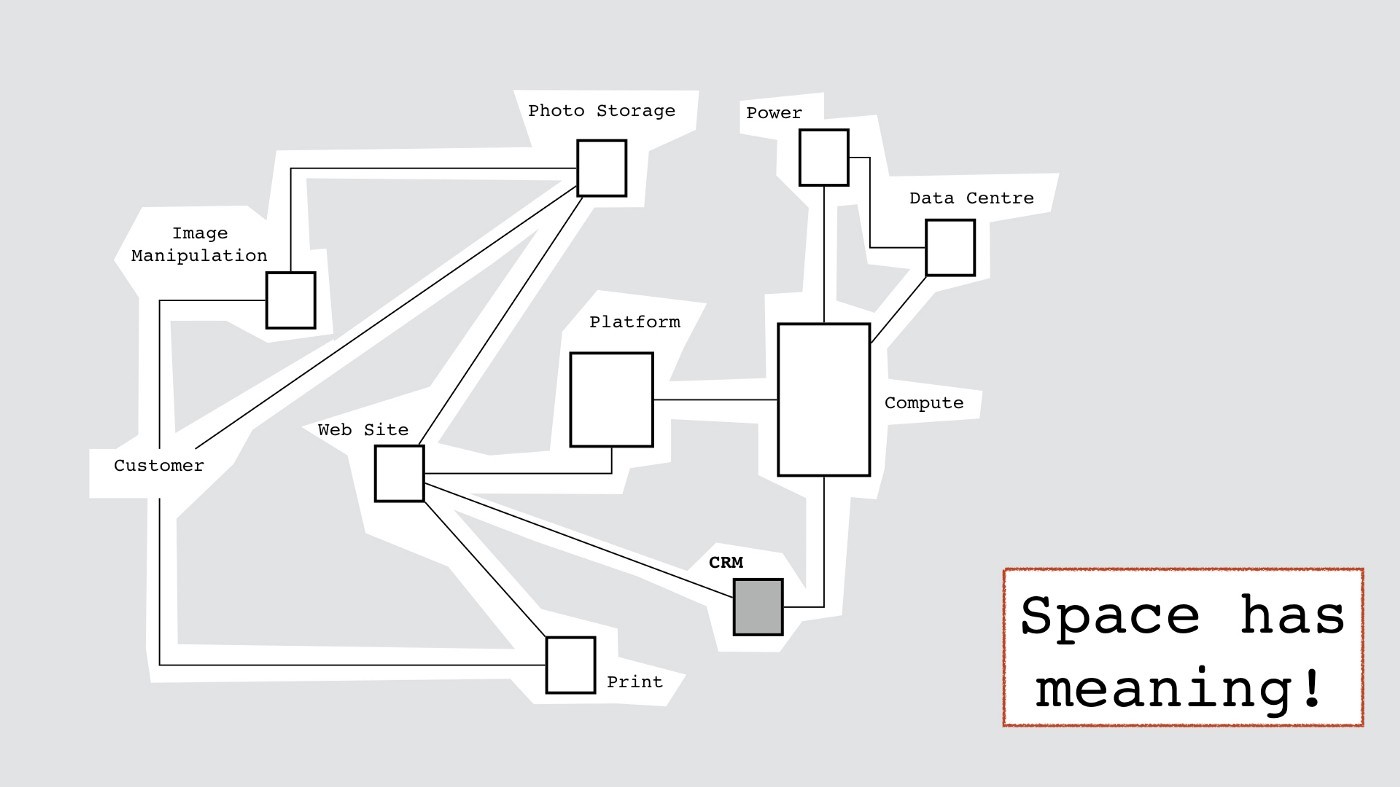 Photo Storage
Power
Data Centre
Image
Manipulation
Platform
Compute
Web Site
Customer
CRM
Print
Space has
meaning!